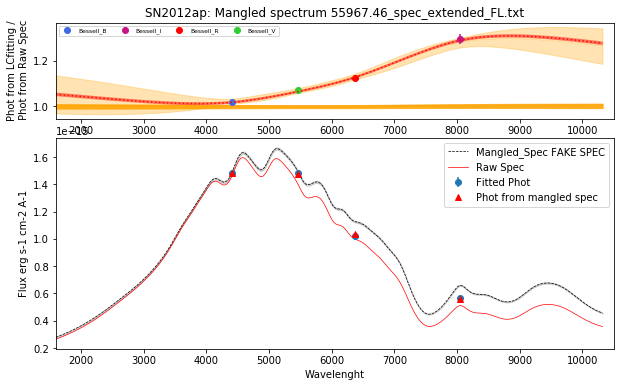 SN2012ap: Mangled spectrum 55967.46_spec_extended_FL.txt
Phot from LCfitting /
Phot from Raw Spec
Bessell_B Bessell_I Bessell_R Bessell_V
1.2
1.0
2000 3000 4000 5000 6000 7000 8000 9000 10000
Flux erg s-1 cm-2 A-1
1.6
1.4
1.2
1.0
0.8
0.6
0.4
0.2
Mangled_Spec FAKE SPEC
Raw Spec
Fitted Phot
Phot from mangled spec
2000 3000 4000 5000 6000 7000 8000 9000 10000
Wavelenght